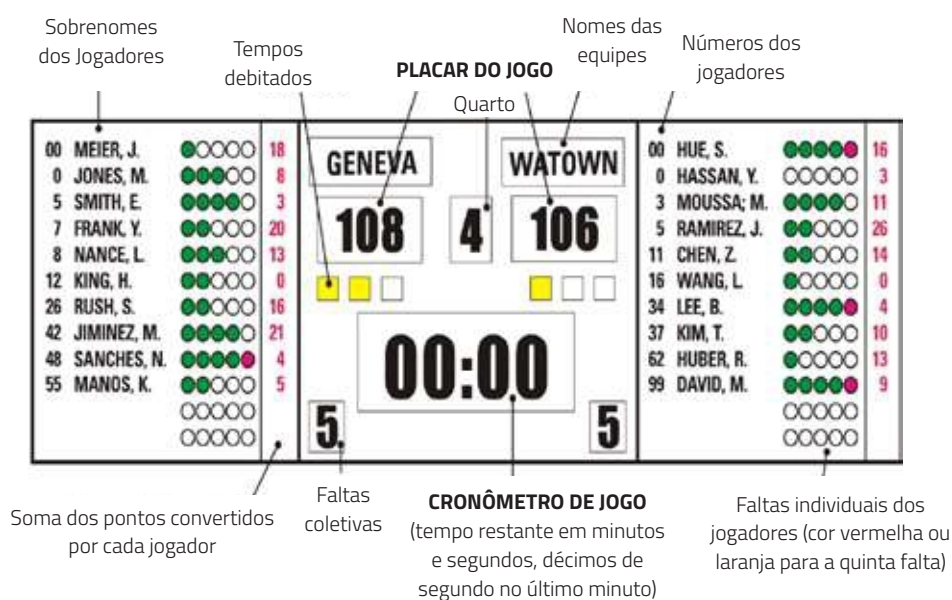 Sobrenomes
dos Jogadores
Tempos
debitados
PLACAR DO JOGO
Quarto
Nomes das
equipes
Números dos
jogadores
00 MEIER, J. 18
0 JONES, M. 8
5 SMITH, E. 3
7 FRANK, Y. 20
8 NANCE, L. 13
12 KING, H. 0
26 RUSH, S. 16
42 JIMINEZ, M. 21
48 SANCHES, N. 4
55 MANOS, K. 5
GENEVA
WATOWN
108
4
106
00:00
5
5
00 HUE, S. 16
0 HASSAN, Y. 3
3 MOUSSA; M. 11
5 RAMIREZ, J. 26
11 CHEN, Z. 14
16 WANG, L. 0
34 LEE, B. 4
37 KIM, T. 10
62 HUBER, R. 13
99 DAVID, M. 9
Soma dos pontos convertidos
por cada jogador
Faltas
coletivas
CRONÔMETRO DE JOGO
(tempo restante em minutos
e segundos, décimos de
segundo no último minuto)
Faltas individuais dos
jogadores (cor vermelha ou
laranja para a quinta falta)